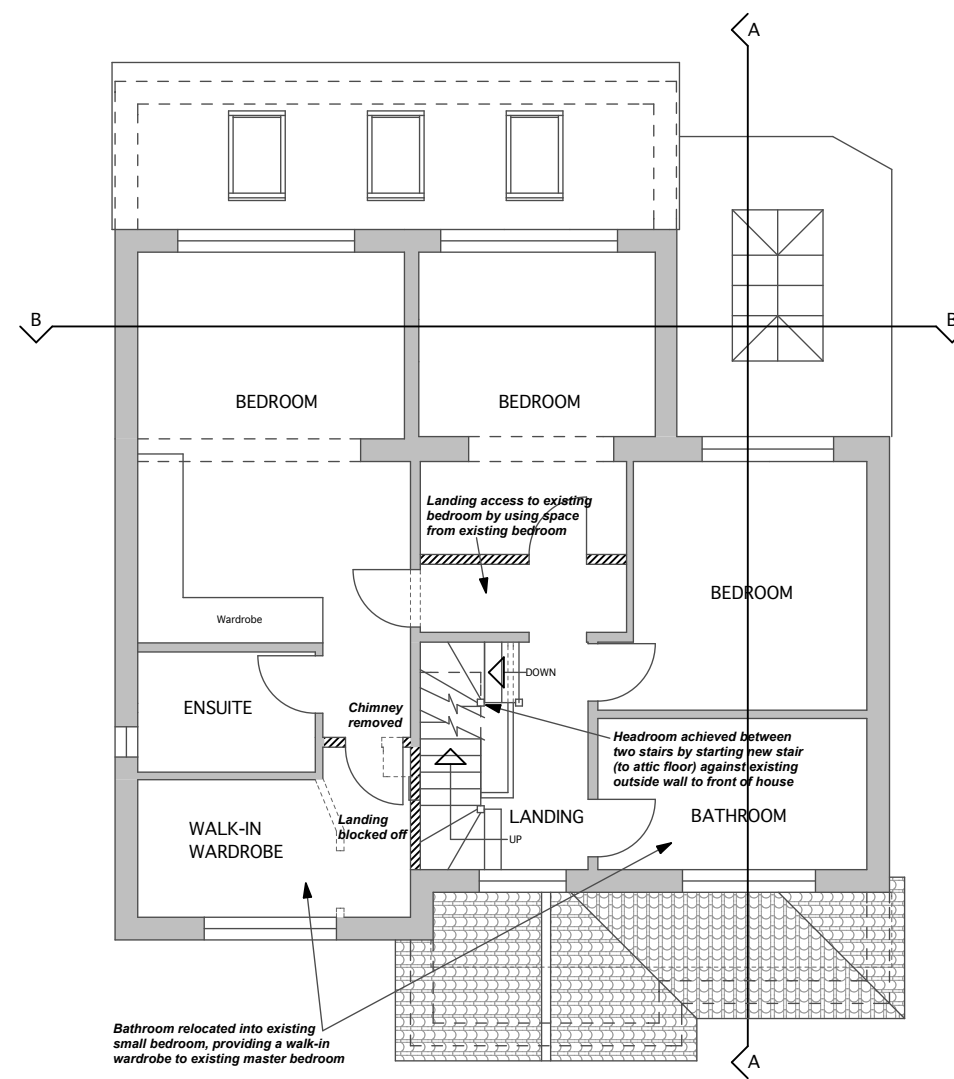 A
B
B
BEDROOM
BEDROOM
Landing access to existing
bedroom by using space
from existing bedroom
BEDROOM
Wardrobe
DOWN
ENSUITE
Chimney
removed
Headroom achieved between
two stairs by starting new stair
(to attic floor) against existing
outside wall to front of house
LANDING
BATHROOM
WALK-IN
WARDROBE
Landing
blocked off
UP
Bathroom relocated into existing
small bedroom, providing a walk-in
wardrobe to existing master bedroom
A